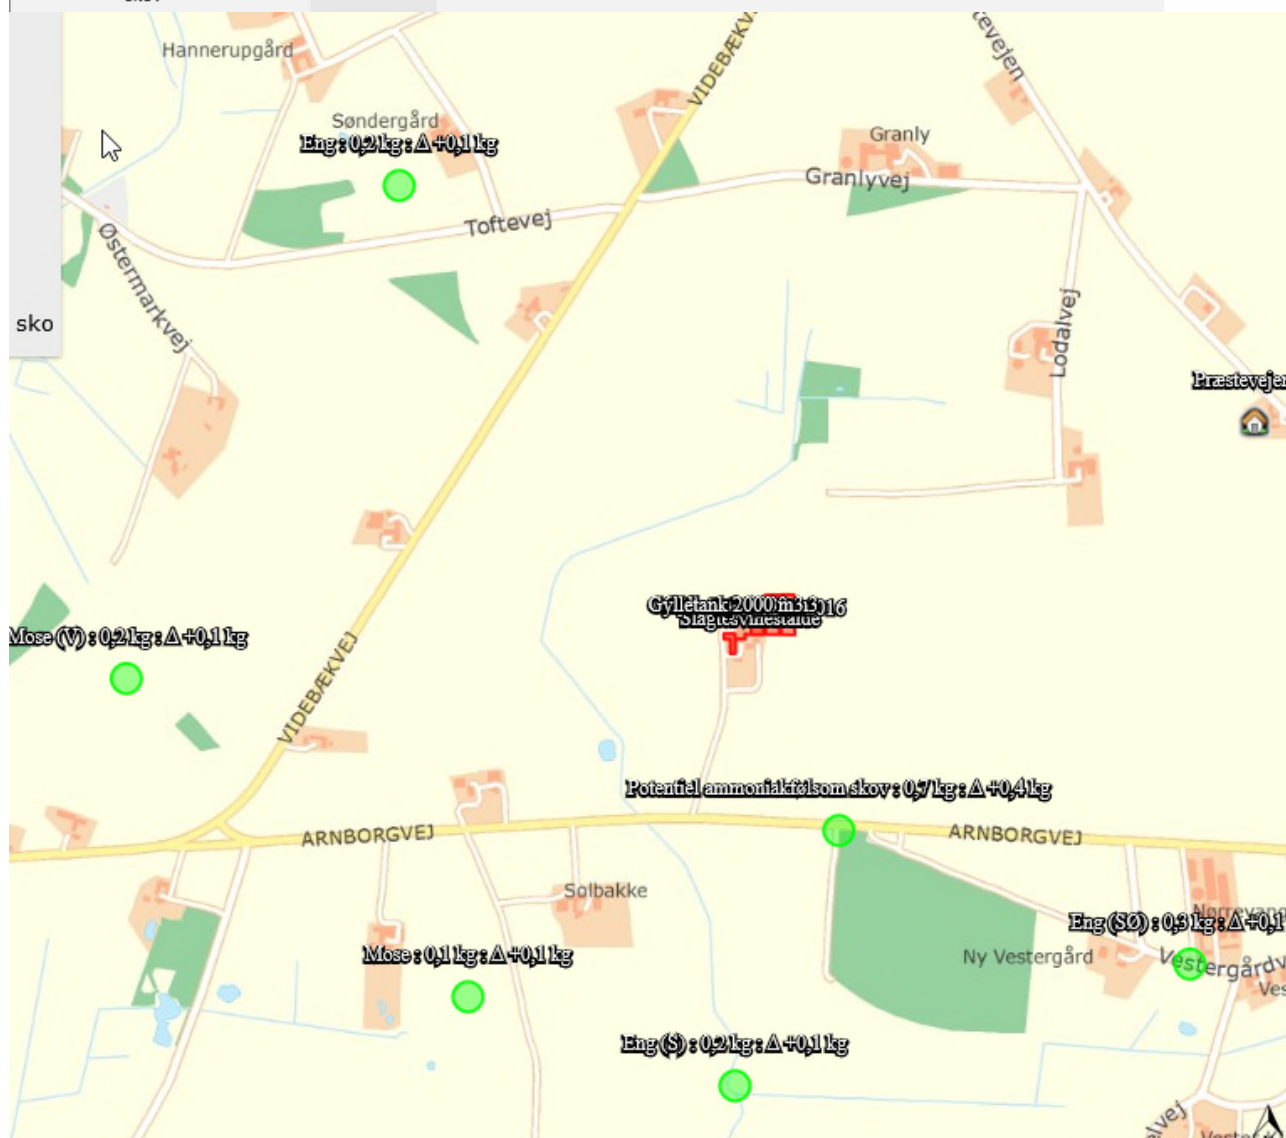 Hannerupgård
VIDEBÆKVEJ
Søndergård
Eng : 0,2 kg : Δ +0,1 kg
Granly
Granlyvej
Toftevej
Østermarkvej
sko
Lodalvej
Præstevejen
Gylletank 2000 m3
Slagtesvinestalde
Mose (V) : 0,2 kg : Δ +0,1 kg
VIDEBÆKVEJ
Potentiel ammoniakfølsom skov : 0,7 kg : Δ +0,4 kg
ARNBORGVEJ
ARNBORGVEJ
Solbakke
Nørrevang
Eng (SØ) : 0,3 kg : Δ +0,1
Mose : 0,1 kg : Δ +0,1 kg
Ny Vestergård
Vestergårdv
Ves
Eng (S) : 0,2 kg : Δ +0,1 kg